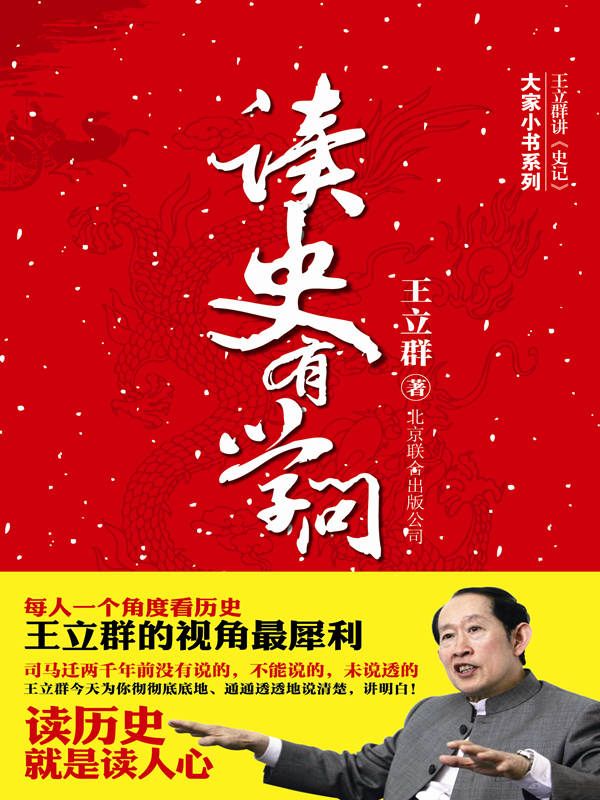 王立群讲《史记》
大家小书系列
读史有学问
王立群 著
北京联合出版公司
每人一个角度看历史
王立群的视角最犀利
司马迁两千年前没有说的，不能说的，未说透的
王立群今天为你彻彻底底地、通通透透地说清楚，讲明白！
读历史
就是读人心